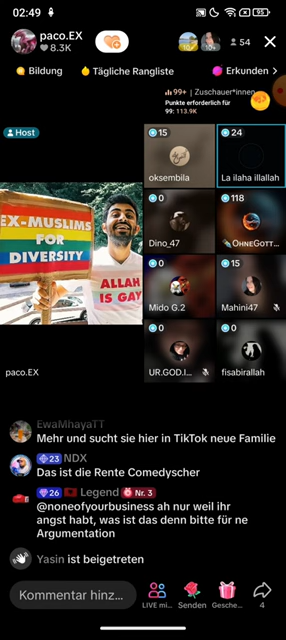 02:49
95
paco.EX
8.3K
10+
54
Bildung
Tägliche Rangliste
Erkunden >
99+ | Zuschauer*innen
Punkte erforderlich für
99: 113.9K
Host
15
24
oksembila
La ilaha illallah
0
118
Dino_47
OHNEGOTT...
0
15
Mido G.2
Mahini47
0
0
UR.GOD.I...
fisabirallah
EX-MUSLIMS
FOR
DIVERSITY
ALLAH
IS GAY
paco.EX
EwaMhayaTT
Mehr und sucht sie hier in TikTok neue Familie
23 NDX
Das ist die Rente Comedyscher
26 Legend Nr. 3
@noneofyourbusiness ah nur weil ihr
angst habt, was ist das denn bitte für ne
Argumentation
Yasin ist beigetreten
Kommentar hinz...
LIVE mi...
Senden
Gesche...
4